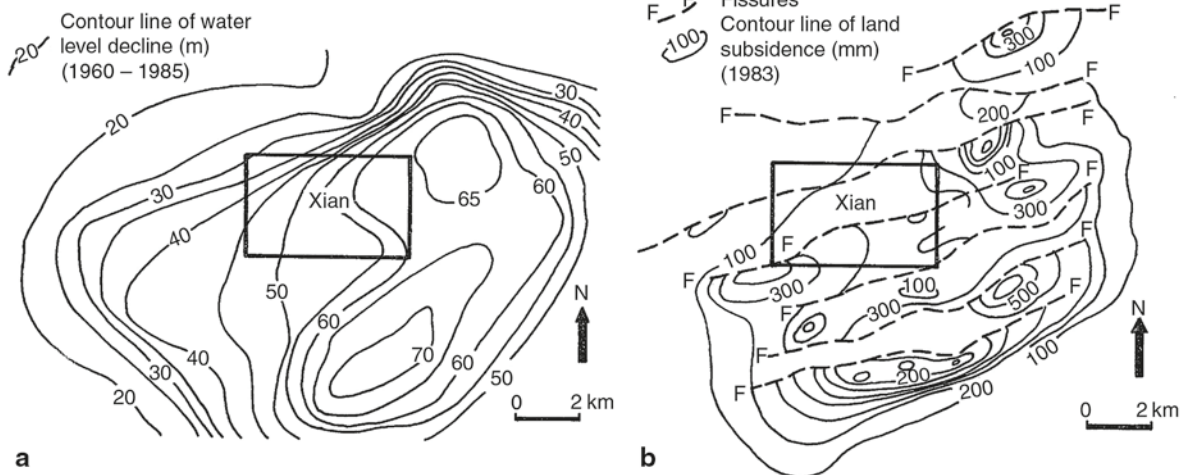 Contour line of water
level decline (m)
(1960 – 1985)
20
20
30
40
50
60
65
30
40
Xian
50
60
70
60
50
40
30
20
N
0 2 km
a
F F Fissures
Contour line of land
subsidence (mm)
(1983)
100
F
300
F
100
F
F
200
F
100
F
F
300
Xian
100
F
F
300
100
F
500
F
300
F
F
200
F
100
200
N
0 2 km
b